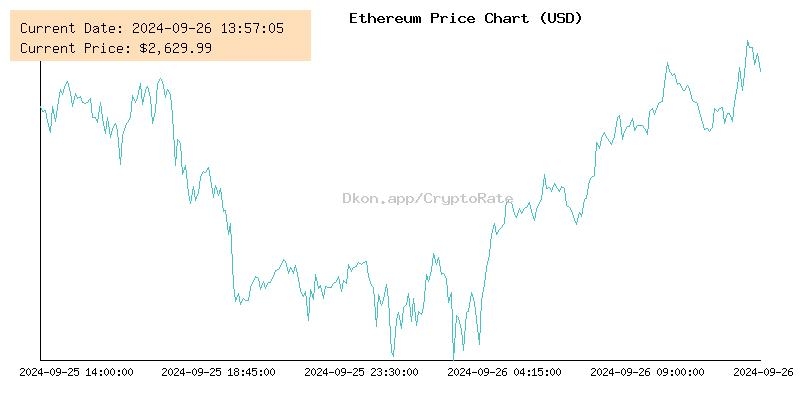 Ethereum Price Chart (USD)
Current Date: 2024-09-26 13:57:05
Current Price: $2,629.99
Dkon.app/CryptoRate
2024-09-25 14:00:00 2024-09-25 18:45:00 2024-09-25 23:30:00 2024-09-26 04:15:00 2024-09-26 09:00:00 2024-09-26